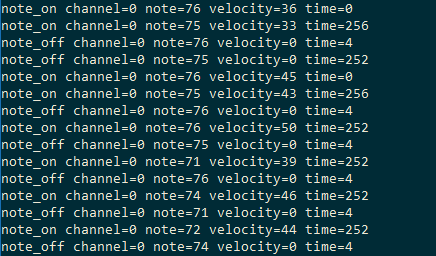 note_on channel=0 note=76 velocity=36 time=0
note_on channel=0 note=75 velocity=33 time=256
note_off channel=0 note=76 velocity=0 time=4
note_off channel=0 note=75 velocity=0 time=252
note_on channel=0 note=76 velocity=45 time=0
note_on channel=0 note=75 velocity=43 time=256
note_off channel=0 note=76 velocity=0 time=4
note_on channel=0 note=76 velocity=50 time=252
note_off channel=0 note=75 velocity=0 time=4
note_on channel=0 note=71 velocity=39 time=252
note_off channel=0 note=76 velocity=0 time=4
note_on channel=0 note=74 velocity=46 time=252
note_off channel=0 note=71 velocity=0 time=4
note_on channel=0 note=72 velocity=44 time=252
note_off channel=0 note=74 velocity=0 time=4